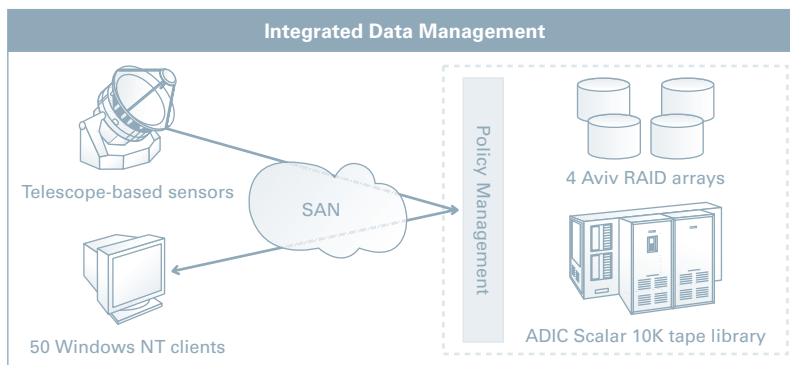 Integrated Data Management
Telescope-based sensors
SAN
Policy Management
4 Aviv RAID arrays
50 Windows NT clients
ADIC Scalar 10K tape library